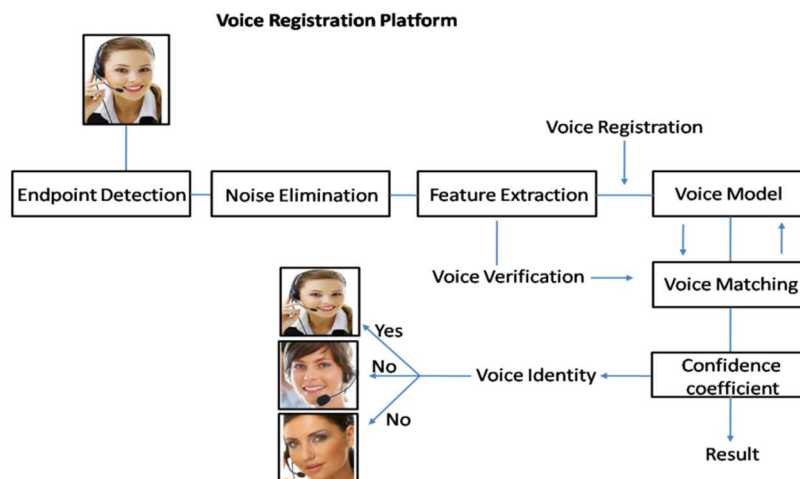 Voice Registration Platform
Voice Registration
Endpoint Detection
Noise Elimination
Feature Extraction
Voice Model
Voice Verification
Voice Matching
Yes
No
Voice Identity
Confidence
coefficient
No
Result